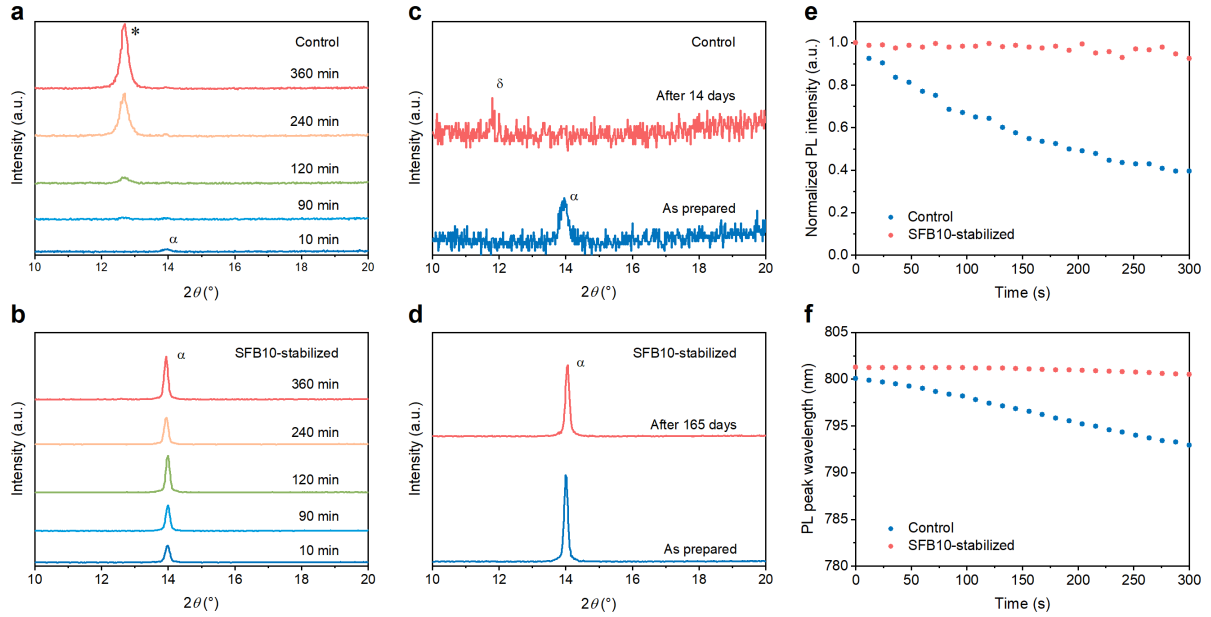 a
*
Control
360 min
240 min
120 min
90 min
α
10 min
10 12 14 16 18 20
2θ (°)
Intensity (a.u.)
b
α
SFB10-stabilized
360 min
240 min
120 min
90 min
10 min
10 12 14 16 18 20
2θ (°)
Intensity (a.u.)
c
Control
δ
After 14 days
α
As prepared
10 12 14 16 18 20
2θ (°)
Intensity (a.u.)
d
SFB10-stabilized
α
After 165 days
As prepared
10 12 14 16 18 20
2θ (°)
Intensity (a.u.)
e
1.0
0.8
0.6
0.4
0.2
0.0
Normalized PL intensity (a.u.)
Control
SFB10-stabilized
0 50 100 150 200 250 300
Time (s)
f
805
800
795
790
785
780
PL peak wavelength (nm)
Control
SFB10-stabilized
0 50 100 150 200 250 300
Time (s)